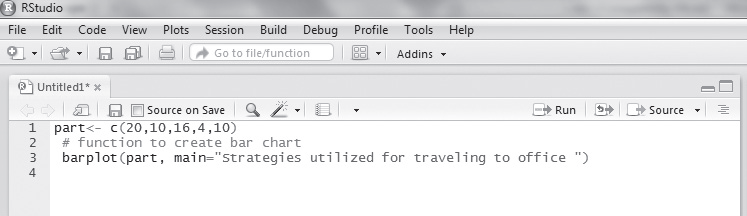 RStudio
File Edit Code View Plots Session Build Debug Profile Tools Help
Go to file/function Addins
Untitled1*
Source on Save Run Source
1 part<- c(20,10,16,4,10)
2 # function to create bar chart
3 barplot(part, main="Strategies utilized for traveling to office ")
4